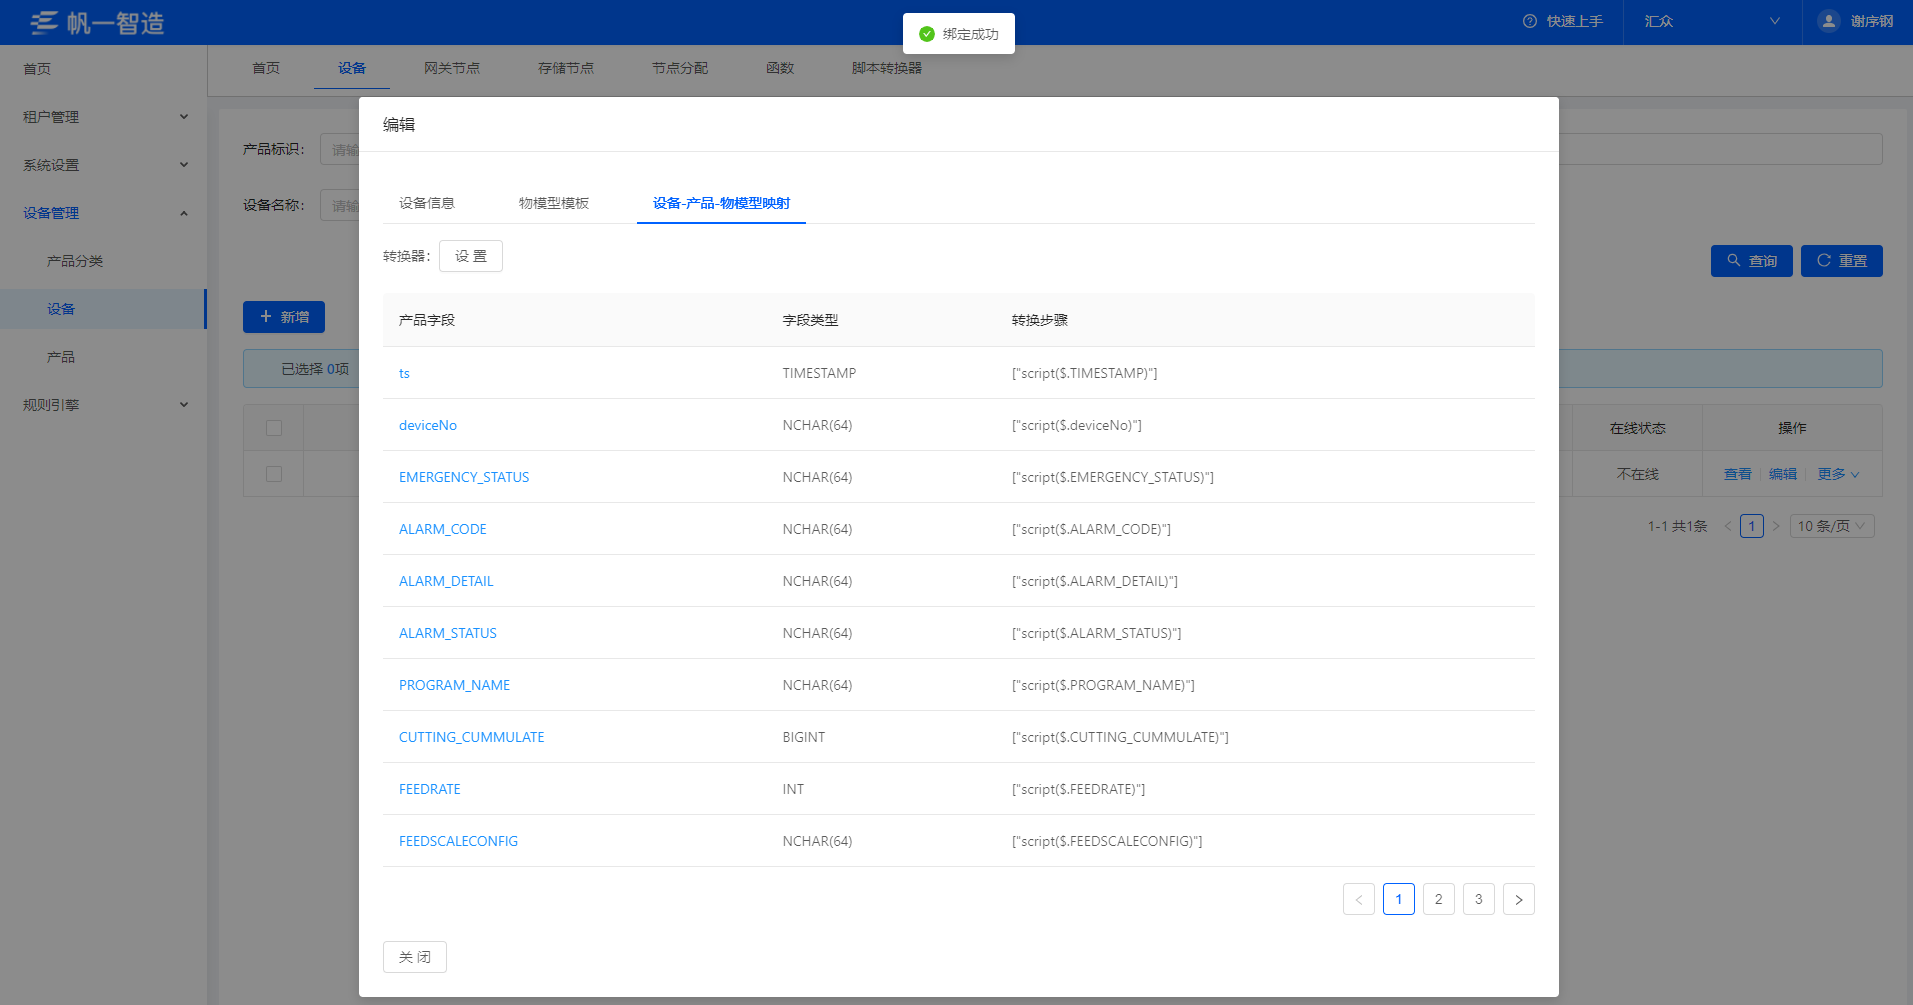 帆一智造
绑定成功
快速上手
汇众
谢序钢
首页
租户管理
系统设置
设备管理
产品分类
设备
产品
规则引擎
首页
设备
网关节点
存储节点
节点分配
函数
脚本转换器
产品标识：
请输
设备名称：
请输
查询
重置
新增
已选择 0项
在线状态
操作
不在线
查看
编辑
更多
1-1 共1条
1
10 条/页
编辑
设备信息
物模型模板
设备-产品-物模型映射
转换器：
设 置
产品字段 字段类型 转换步骤
ts TIMESTAMP ["script($.TIMESTAMP)"]
deviceNo NCHAR(64) ["script($.deviceNo)"]
EMERGENCY_STATUS NCHAR(64) ["script($.EMERGENCY_STATUS)"]
ALARM_CODE NCHAR(64) ["script($.ALARM_CODE)"]
ALARM_DETAIL NCHAR(64) ["script($.ALARM_DETAIL)"]
ALARM_STATUS NCHAR(64) ["script($.ALARM_STATUS)"]
PROGRAM_NAME NCHAR(64) ["script($.PROGRAM_NAME)"]
CUTTING_CUMMULATE BIGINT ["script($.CUTTING_CUMMULATE)"]
FEEDRATE INT ["script($.FEEDRATE)"]
FEEDSCALECONFIG NCHAR(64) ["script($.FEEDSCALECONFIG)"]
< 1 2 3 >
关 闭